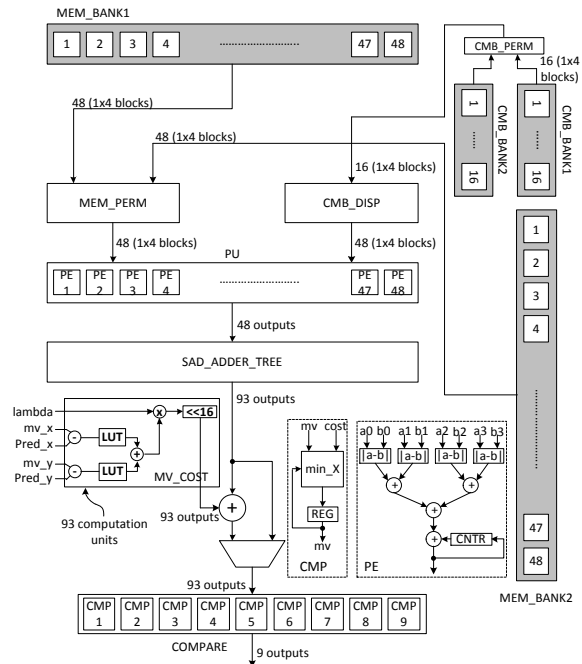 MEM_BANK1
1 2 3 4 ........................... 47 48
CMB_PERM
16 (1x4 blocks)
1 ...... 16
CMB_BANK2
1 ...... 16
CMB_BANK1
48 (1x4 blocks)
48 (1x4 blocks)
16 (1x4 blocks)
MEM_PERM
CMB_DISP
48 (1x4 blocks)
48 (1x4 blocks)
PU
PE 1
PE 2
PE 3
PE 4
...........................
PE 47
PE 48
48 outputs
SAD_ADDER_TREE
93 outputs
1
2
3
4
...........................
47
48
MEM_BANK2
lambda
mv_x
Pred_x
mv_y
Pred_y
-
-
LUT
LUT
+
x
<<16
MV_COST
93 computation units
93 outputs
+
mv cost
min_X
REG
mv
CMP
a0 b0 a1 b1 a2 b2 a3 b3
|a-b| |a-b| |a-b| |a-b|
+ +
+
+
CNTR
PE
93 outputs
CMP 1
CMP 2
CMP 3
CMP 4
CMP 5
CMP 6
CMP 7
CMP 8
CMP 9
COMPARE
9 outputs